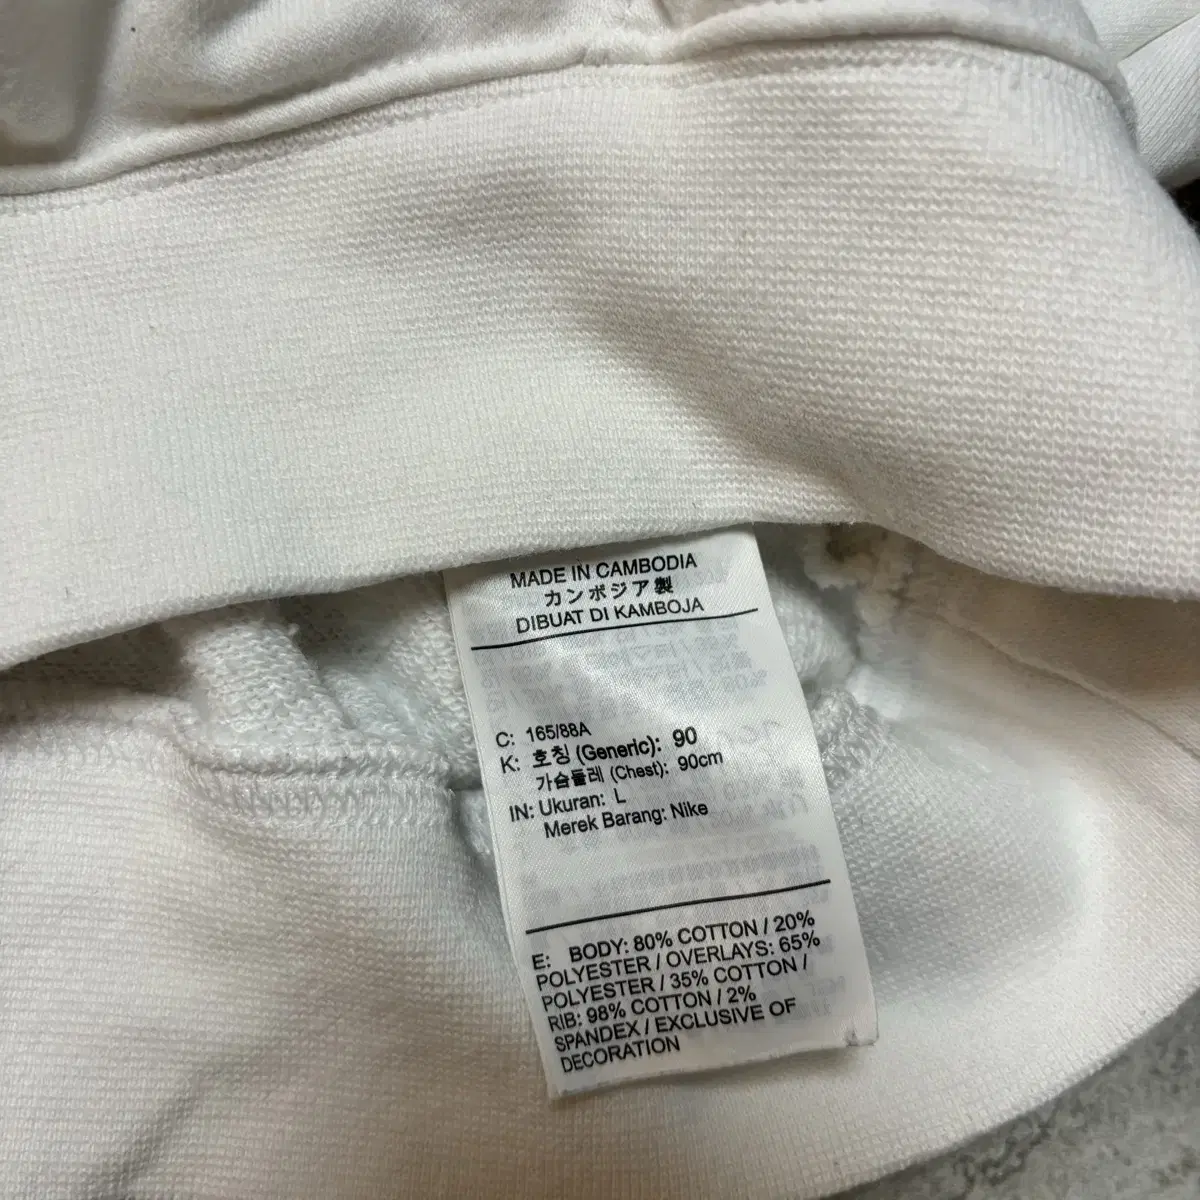 MADE IN CAMBODIA
カンボジア製
DIBUAT DI KAMBOJA
C: 165/88A
K: 호칭 (Generic): 90
가슴둘레 (Chest): 90cm
IN: Ukuran: L
Merek Barang: Nike
E: BODY: 80% COTTON / 20%
POLYESTER / OVERLAYS: 65%
POLYESTER / 35% COTTON /
RIB: 98% COTTON / 2%
SPANDEX / EXCLUSIVE OF
DECORATION